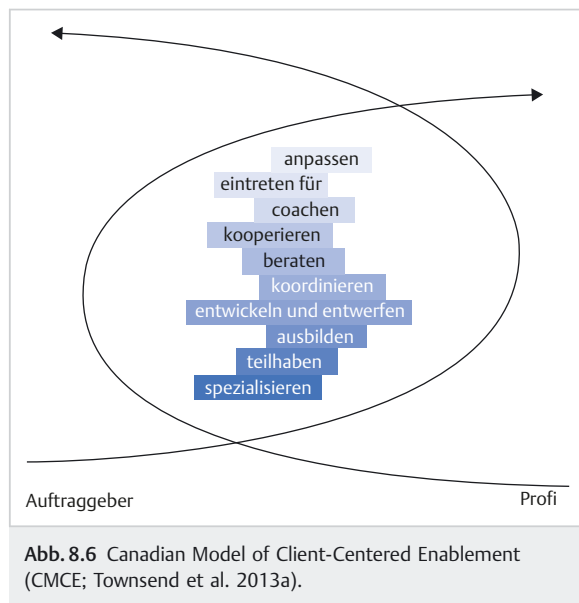 anpassen
eintreten für
coachen
kooperieren
beraten
koordinieren
entwickeln und entwerfen
ausbilden
teilhaben
spezialisieren
Auftraggeber Profi
Abb. 8.6 Canadian Model of Client-Centered Enablement
(CMCE; Townsend et al. 2013a).